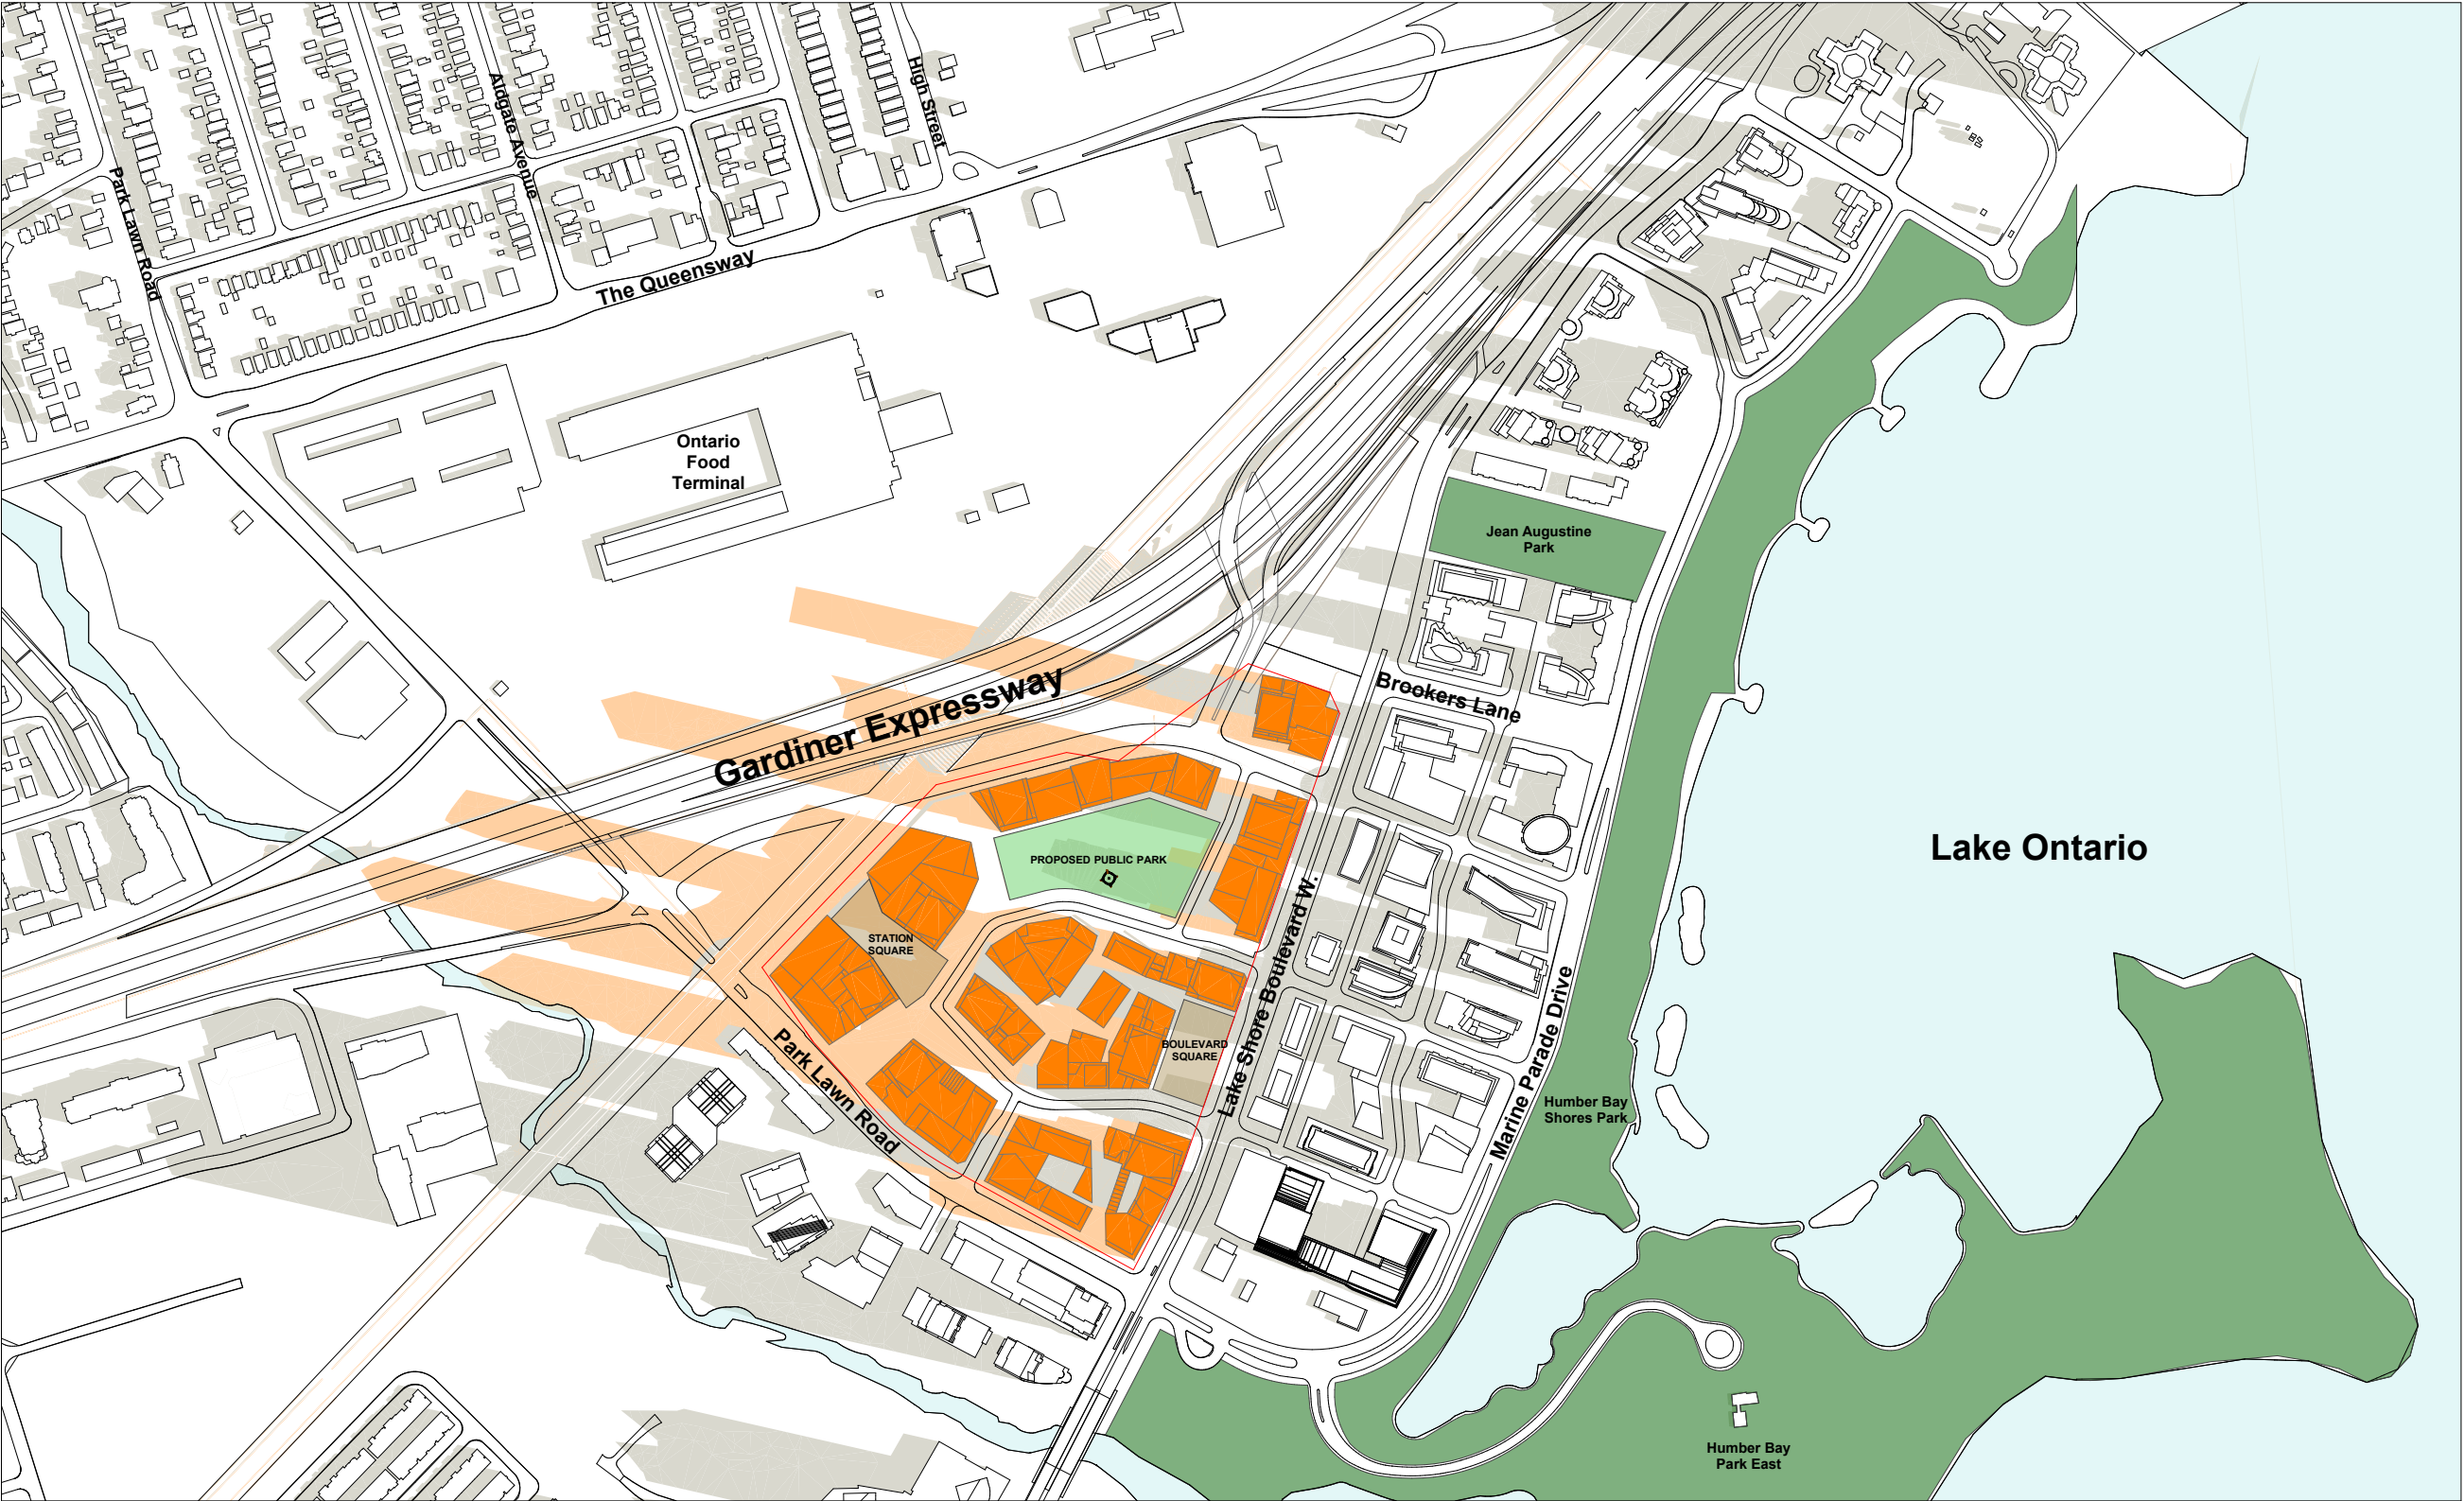 High Street
Aldgate Avenue
Park Lawn Road
The Queensway
Ontario
Food
Terminal
Jean Augustine
Park
Gardiner Expressway
Brookers Lane
Lake Ontario
PROPOSED PUBLIC PARK
STATION
SQUARE
Lake Shore Boulevard W.
BOULEVARD
SQUARE
Park Lawn Road
Marine Parade Drive
Humber Bay
Shores Park
Humber Bay
Park East